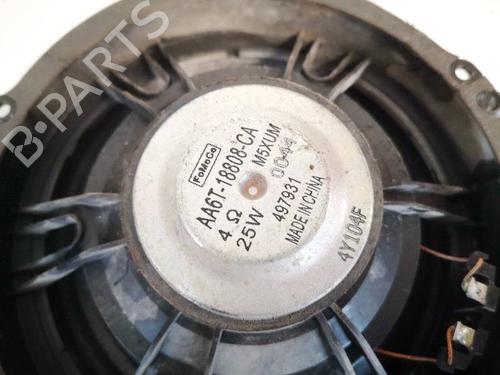 B-PARTS
FoMoCo
AA6T-18808-CA
4 Ω M5XUM
25W 0044
497931
MADE IN CHINA
4Y104F